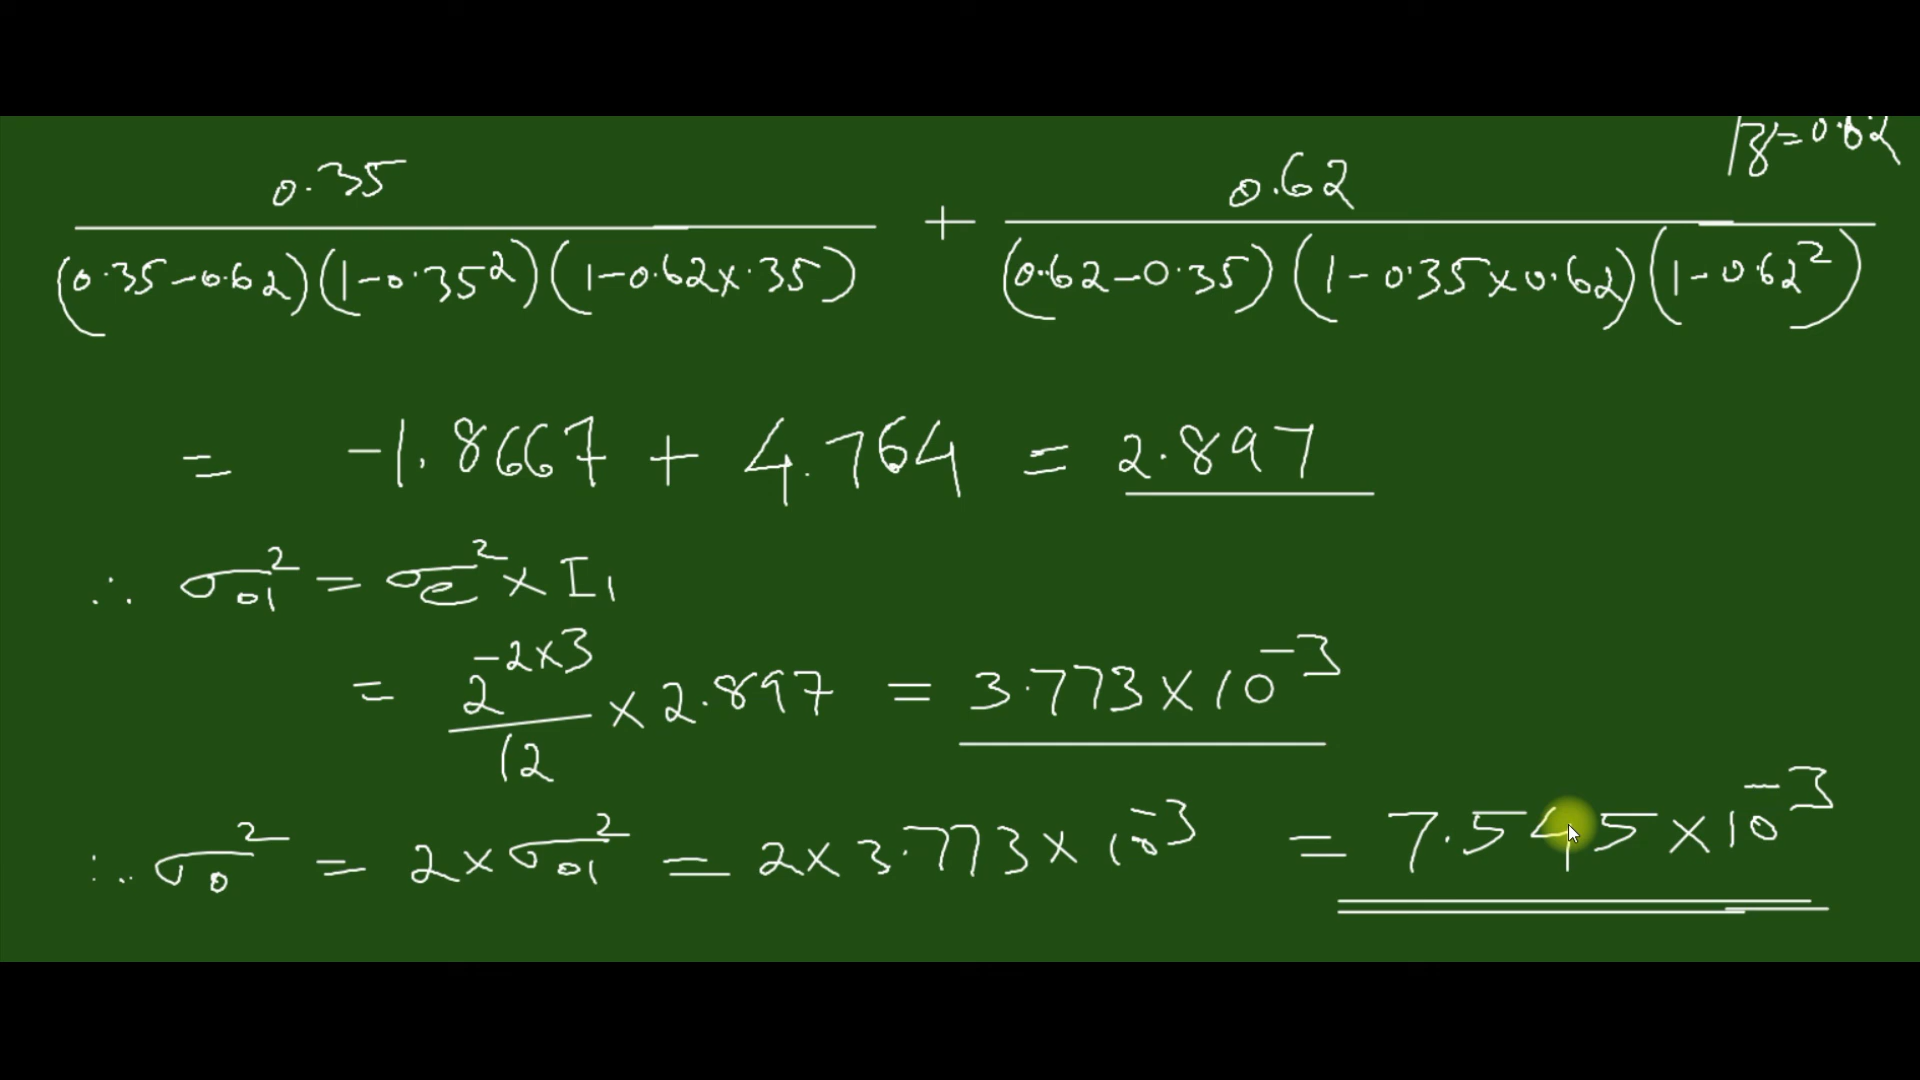 β=0.62
0.35 + 0.62
(0.35-0.62)(1-0.35²)(1-0.62×.35) (0.62-0.35)(1-0.35×0.62)(1-0.62²)
= -1.8667 + 4.764 = 2.897
∴ σ₀₁² = σₑ² × I₁
= 2^{-2×3}/12 × 2.897 = 3.773 × 10⁻³
∴ σ₀² = 2 × σ₀₁² = 2 × 3.773 × 10⁻³ = 7.545 × 10⁻³